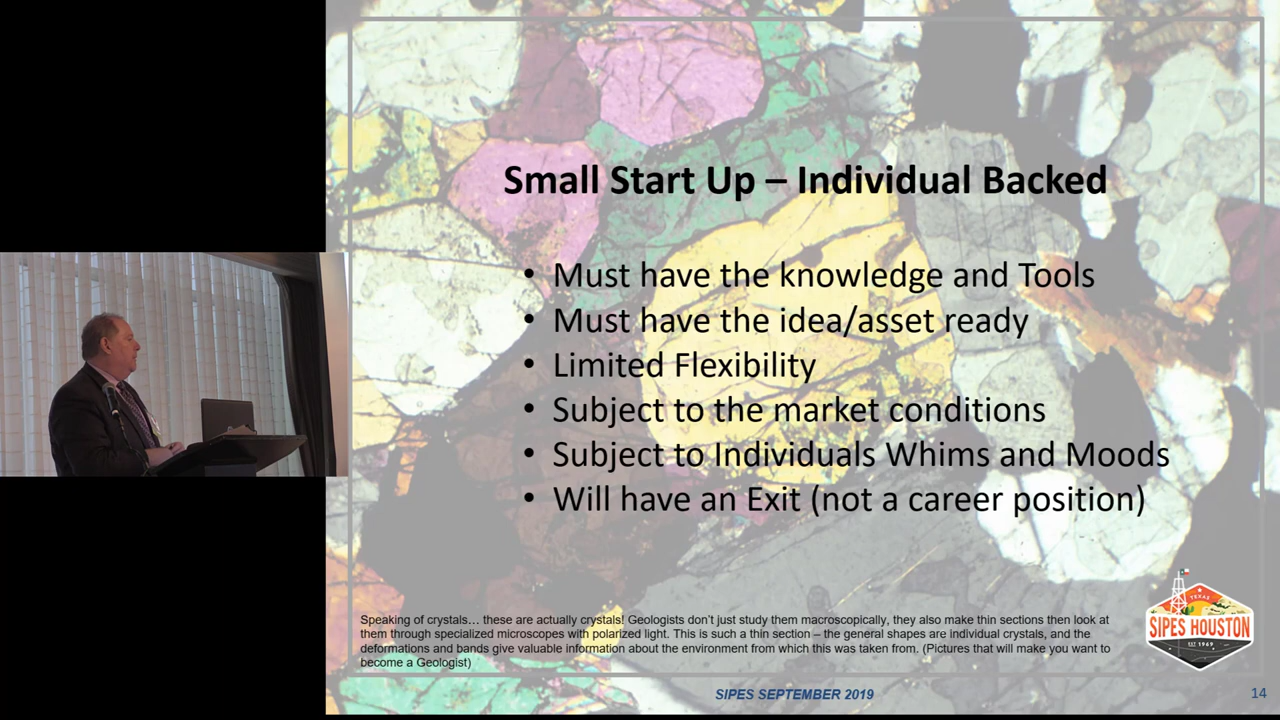 Small Start Up – Individual Backed
• Must have the knowledge and Tools
• Must have the idea/asset ready
• Limited Flexibility
• Subject to the market conditions
• Subject to Individuals Whims and Moods
• Will have an Exit (not a career position)
Speaking of crystals… these are actually crystals! Geologists don't just study them macroscopically, they also make thin sections then look at
them through specialized microscopes with polarized light. This is such a thin section – the general shapes are individual crystals, and the
deformations and bands give valuable information about the environment from which this was taken from. (Pictures that will make you want to
become a Geologist)
TEXAS
SIPES HOUSTON
EST 1969
SIPES SEPTEMBER 2019
14